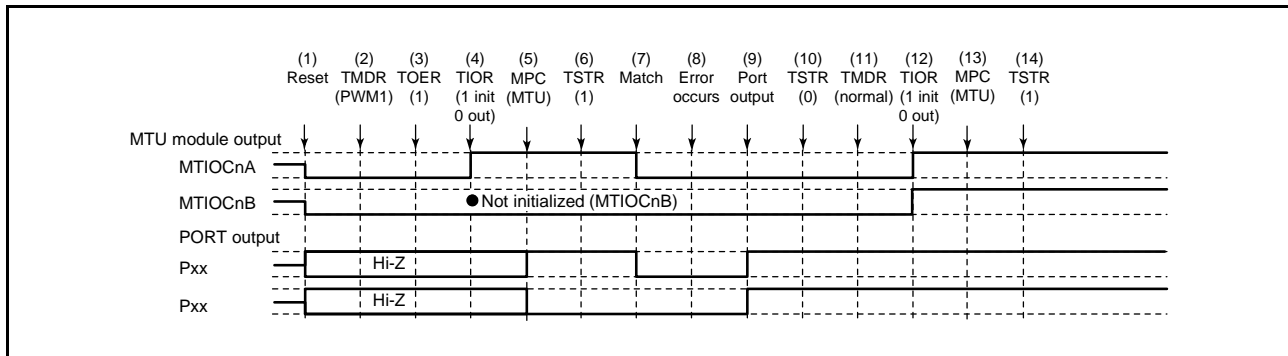 (1) (2) (3) (4) (5) (6) (7) (8) (9) (10) (11) (12) (13) (14)
Reset TMDR TOER TIOR MPC TSTR Match Error Port TSTR TMDR TIOR MPC TSTR
(PWM1) (1) (1 init (MTU) (1) occurs output (0) (normal) (1 init (MTU) (1)
0 out) 0 out)
MTU module output
MTIOCnA
MTIOCnB ● Not initialized (MTIOCnB)
PORT output
Pxx Hi-Z
Pxx Hi-Z